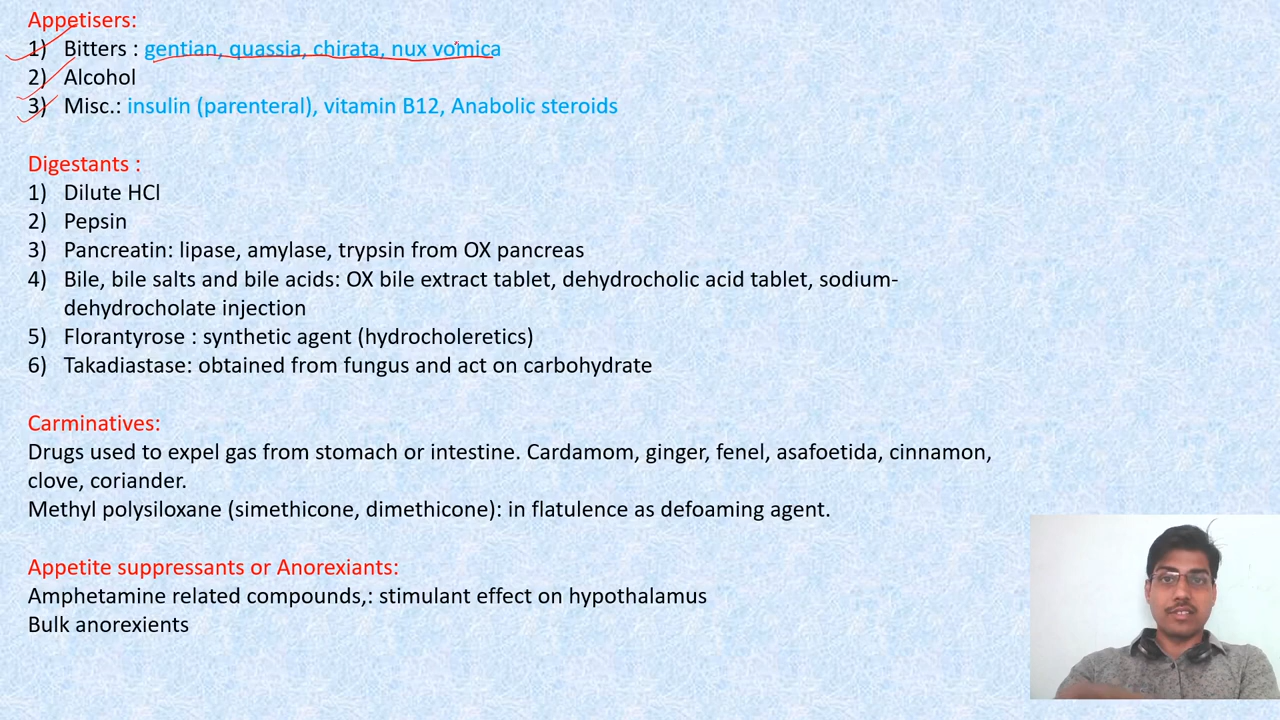 Appetisers:
1) Bitters : gentian, quassia, chirata, nux vomica
2) Alcohol
3) Misc.: insulin (parenteral), vitamin B12, Anabolic steroids
Digestants :
1) Dilute HCl
2) Pepsin
3) Pancreatin: lipase, amylase, trypsin from OX pancreas
4) Bile, bile salts and bile acids: OX bile extract tablet, dehydrocholic acid tablet, sodium-
dehydrocholate injection
5) Florantyrose : synthetic agent (hydrocholeretics)
6) Takadiastase: obtained from fungus and act on carbohydrate
Carminatives:
Drugs used to expel gas from stomach or intestine. Cardamom, ginger, fenel, asafoetida, cinnamon,
clove, coriander.
Methyl polysiloxane (simethicone, dimethicone): in flatulence as defoaming agent.
Appetite suppressants or Anorexiants:
Amphetamine related compounds,: stimulant effect on hypothalamus
Bulk anorexients